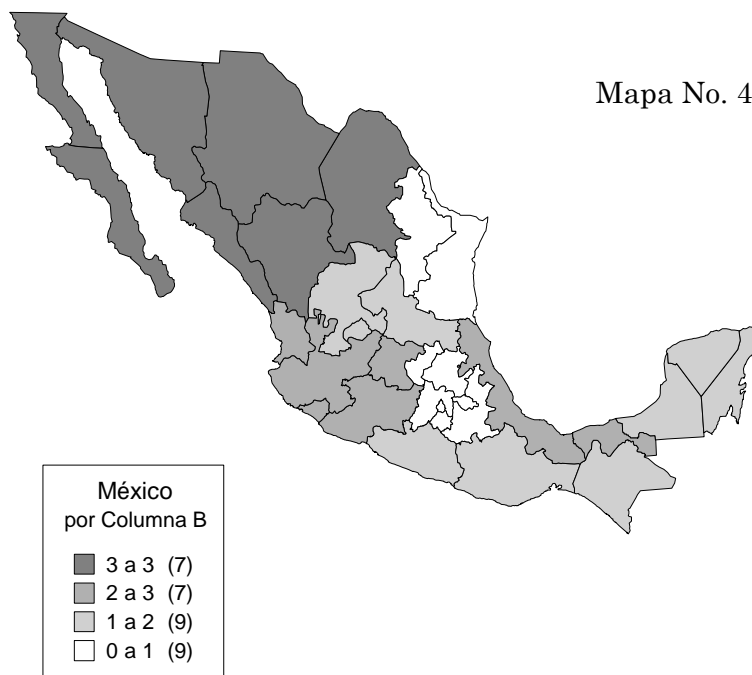 Mapa No. 4
México
por Columna B
3 a 3 (7)
2 a 3 (7)
1 a 2 (9)
0 a 1 (9)